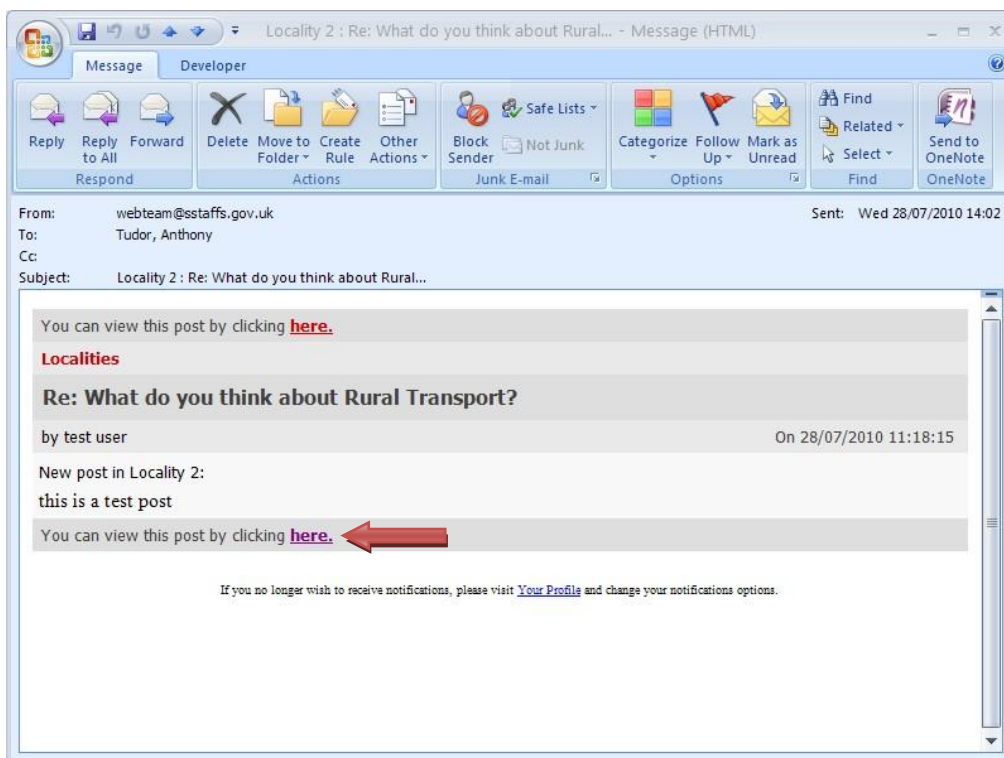 Locality 2 : Re: What do you think about Rural... - Message (HTML)
Message Developer
Reply Reply to All Forward
Respond
Delete Move to Folder Create Rule Other Actions
Actions
Block Sender Safe Lists Not Junk
Junk E-mail
Categorize Follow Up Mark as Unread
Options
Find Related Select
Find
Send to OneNote
OneNote
From: webteam@sstaffs.gov.uk Sent: Wed 28/07/2010 14:02
To: Tudor, Anthony
Cc:
Subject: Locality 2 : Re: What do you think about Rural...
You can view this post by clicking here.
Localities
Re: What do you think about Rural Transport?
by test user On 28/07/2010 11:18:15
New post in Locality 2:
this is a test post
You can view this post by clicking here.
If you no longer wish to receive notifications, please visit Your Profile and change your notifications options.